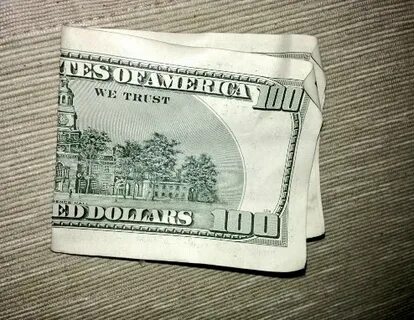 TES OF AMERICA
100
WE TRUST
ED DOLLARS 100